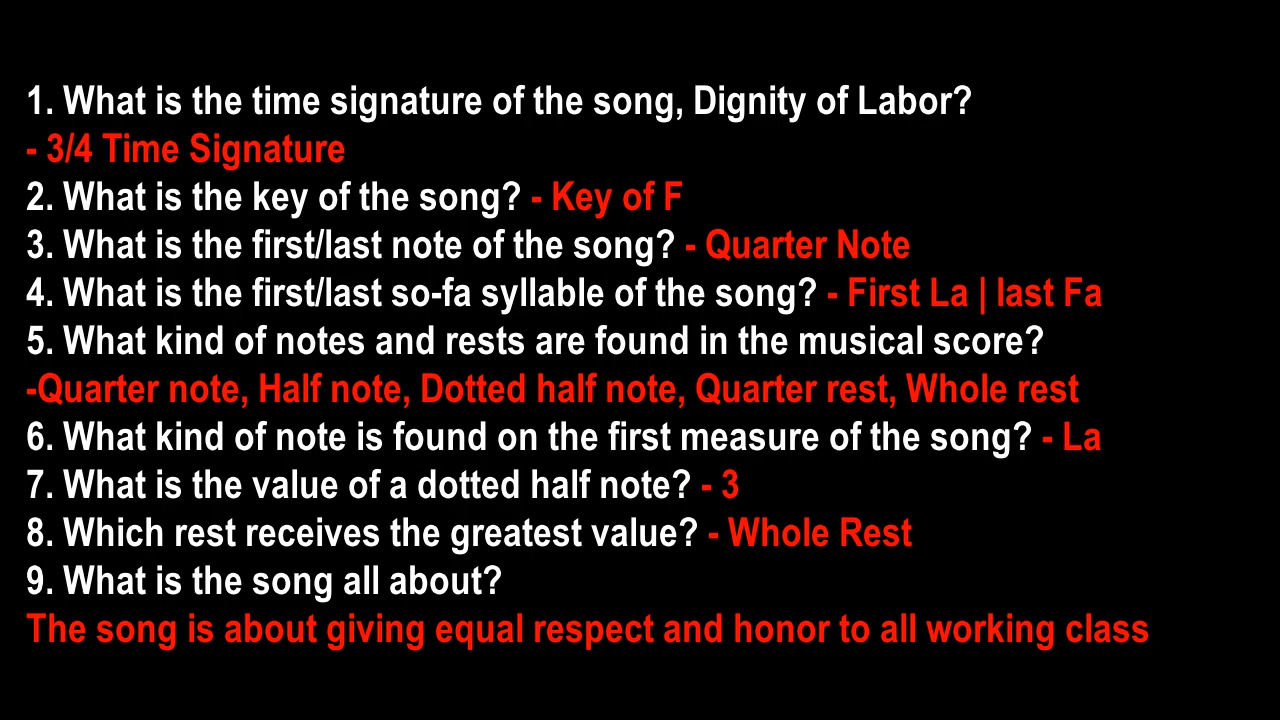 1. What is the time signature of the song, Dignity of Labor?
- 3/4 Time Signature
2. What is the key of the song? - Key of F
3. What is the first/last note of the song? - Quarter Note
4. What is the first/last so-fa syllable of the song? - First La | last Fa
5. What kind of notes and rests are found in the musical score?
-Quarter note, Half note, Dotted half note, Quarter rest, Whole rest
6. What kind of note is found on the first measure of the song? - La
7. What is the value of a dotted half note? - 3
8. Which rest receives the greatest value? - Whole Rest
9. What is the song all about?
The song is about giving equal respect and honor to all working class